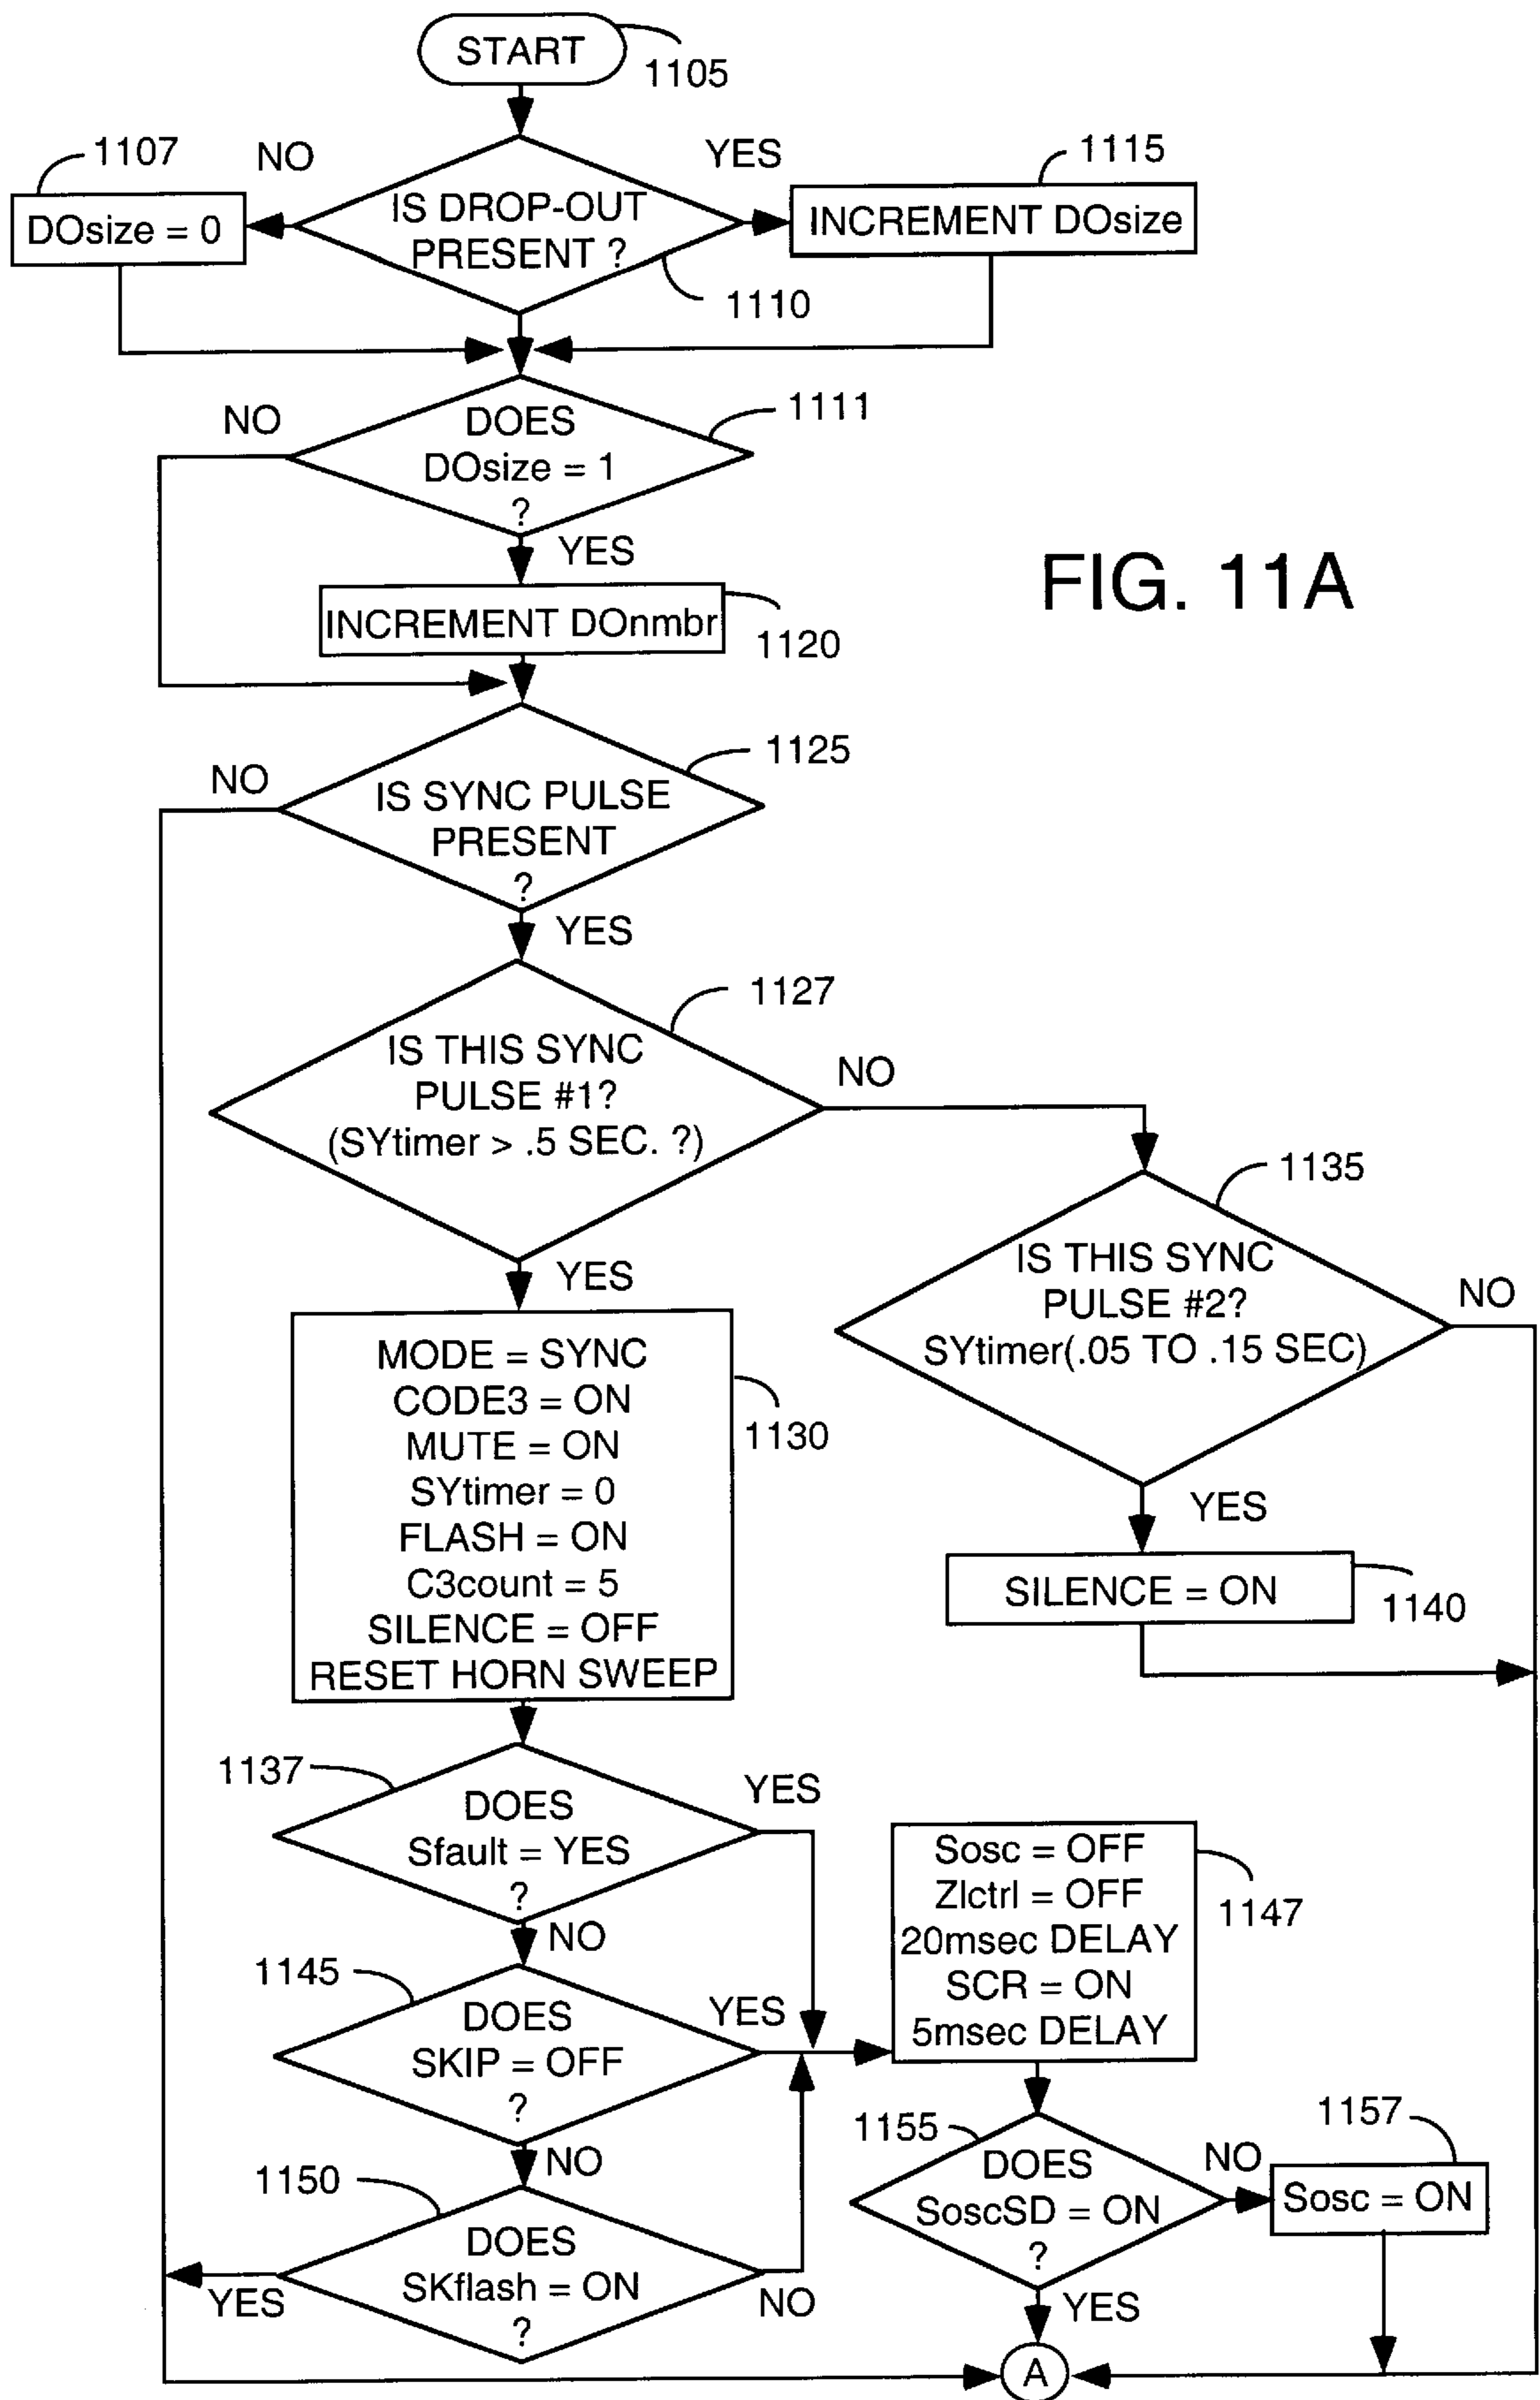 START
1105
1107
NO
YES
1115
DOsize = 0
IS DROP-OUT
PRESENT ?
INCREMENT DOsize
1110
NO
DOES
DOsize = 1
?
1111
YES
FIG. 11A
INCREMENT DOnmbr
1120
NO
IS SYNC PULSE
PRESENT
?
1125
YES
1127
IS THIS SYNC
PULSE #1?
(SYtimer > .5 SEC. ?)
NO
1135
YES
IS THIS SYNC
PULSE #2?
SYtimer(.05 TO .15 SEC)
NO
MODE = SYNC
CODE3 = ON
MUTE = ON
SYtimer = 0
FLASH = ON
C3count = 5
SILENCE = OFF
RESET HORN SWEEP
1130
YES
SILENCE = ON
1140
1137
DOES
Sfault = YES
?
YES
NO
Sosc = OFF
ZIctrl = OFF
20msec DELAY
SCR = ON
5msec DELAY
1147
1145
DOES
SKIP = OFF
?
YES
NO
1150
DOES
SKflash = ON
?
YES
NO
1155
DOES
SoscSD = ON
?
NO
1157
Sosc = ON
YES
A